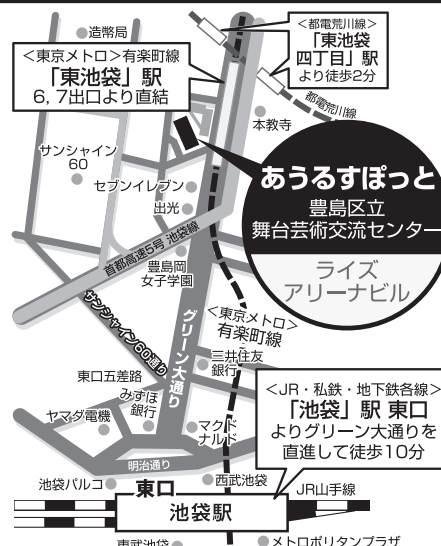 造幣局
<都電荒川線>
「東池袋
四丁目」駅
より徒歩2分
<東京メトロ>有楽町線
「東池袋」駅
6, 7出口より直結
都電荒川線
本教寺
サンシャイン
60
あうるすぽっと
豊島区立
舞台芸術交流センター
ライズ
アリーナビル
セブンイレブン
出光
首都高速5号 池袋線
豊島岡
女子学園
サンシャイン60通り
グリーン大通り
<東京メトロ>
有楽町線
三井住友
銀行
東口五差路
みずほ
銀行
ヤマダ電機
マクド
ナルド
<JR・私鉄・地下鉄各線>
「池袋」駅 東口
よりグリーン大通りを
直進して徒歩10分
明治通り
池袋パルコ
東口
西武池袋
JR山手線
池袋駅
東武池袋
メトロポリタンプラザ